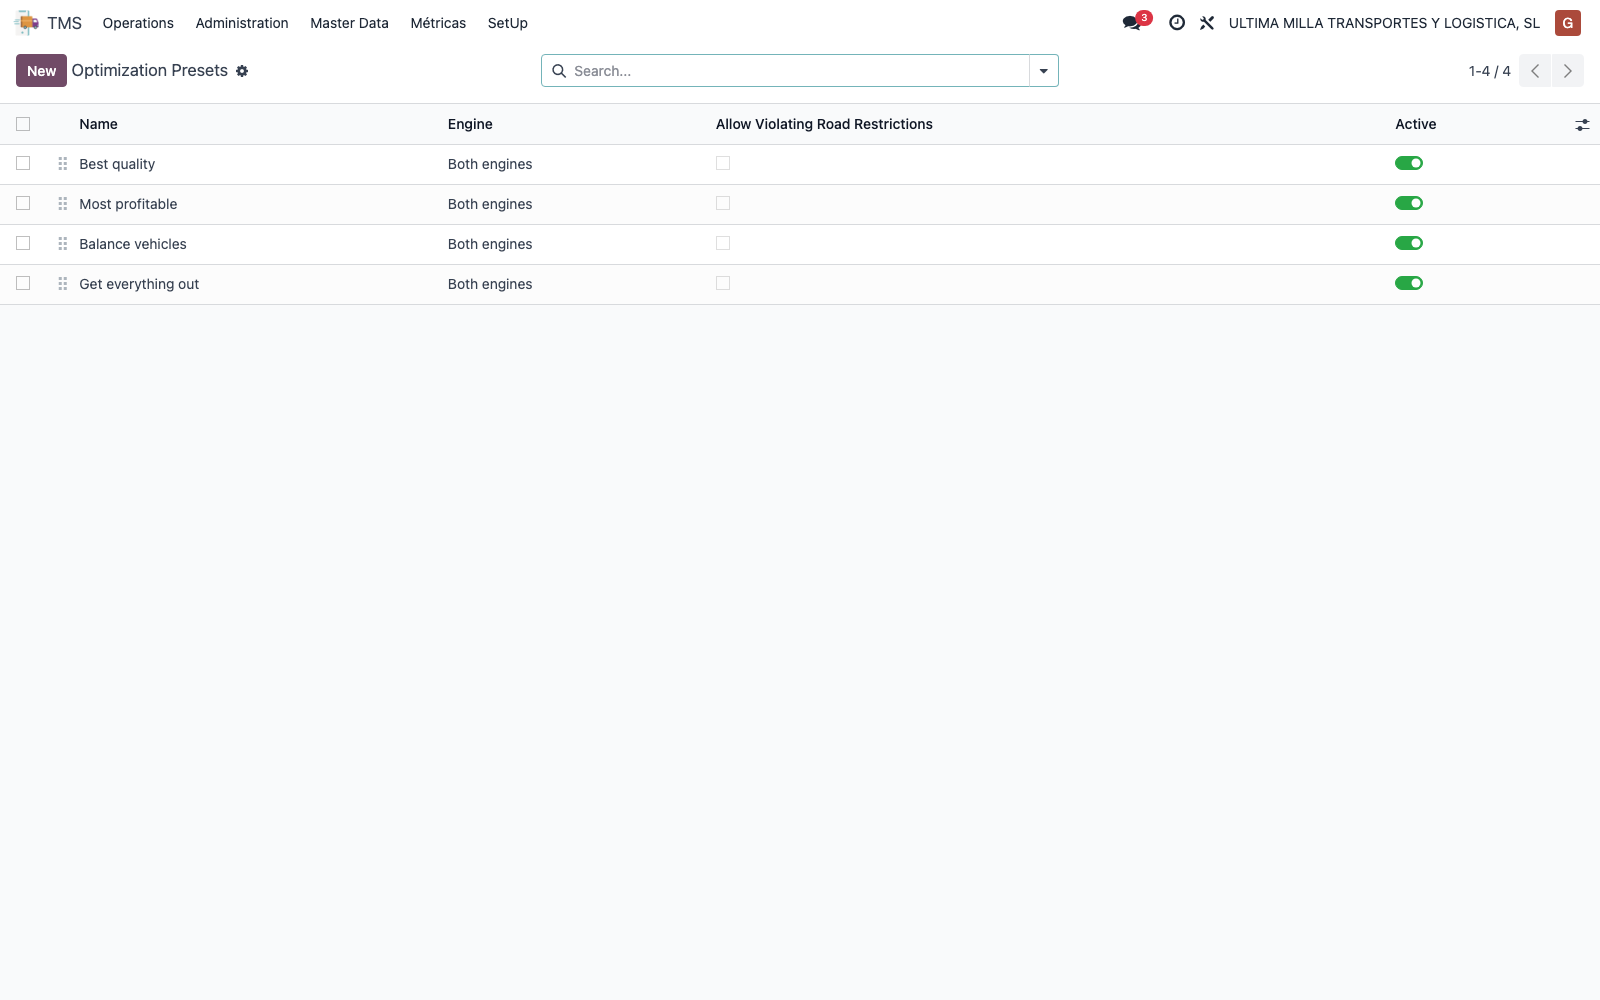 TMS Operations Administration Master Data Métricas SetUp 3 ULTIMA MILLA TRANSPORTES Y LOGISTICA, SL G
New Optimization Presets Search... 1-4 / 4
Name Engine Allow Violating Road Restrictions Active
Best quality Both engines
Most profitable Both engines
Balance vehicles Both engines
Get everything out Both engines